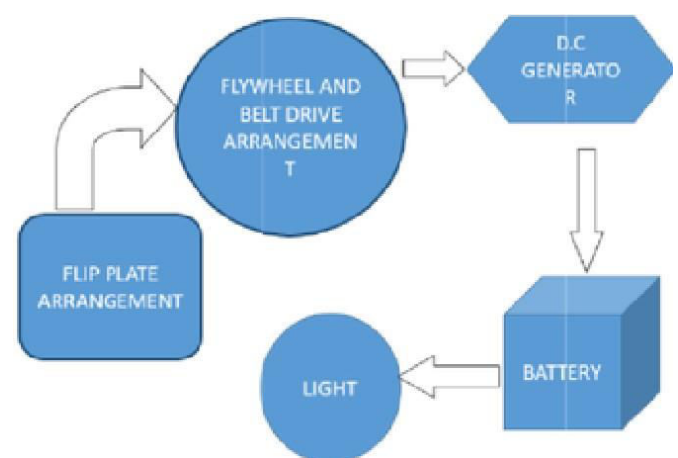 FLIP PLATE
ARRANGEMENT
FLYWHEEL AND
BELT DRIVE
ARRANGEMEN
T
D.C
GENERATO
R
BATTERY
LIGHT